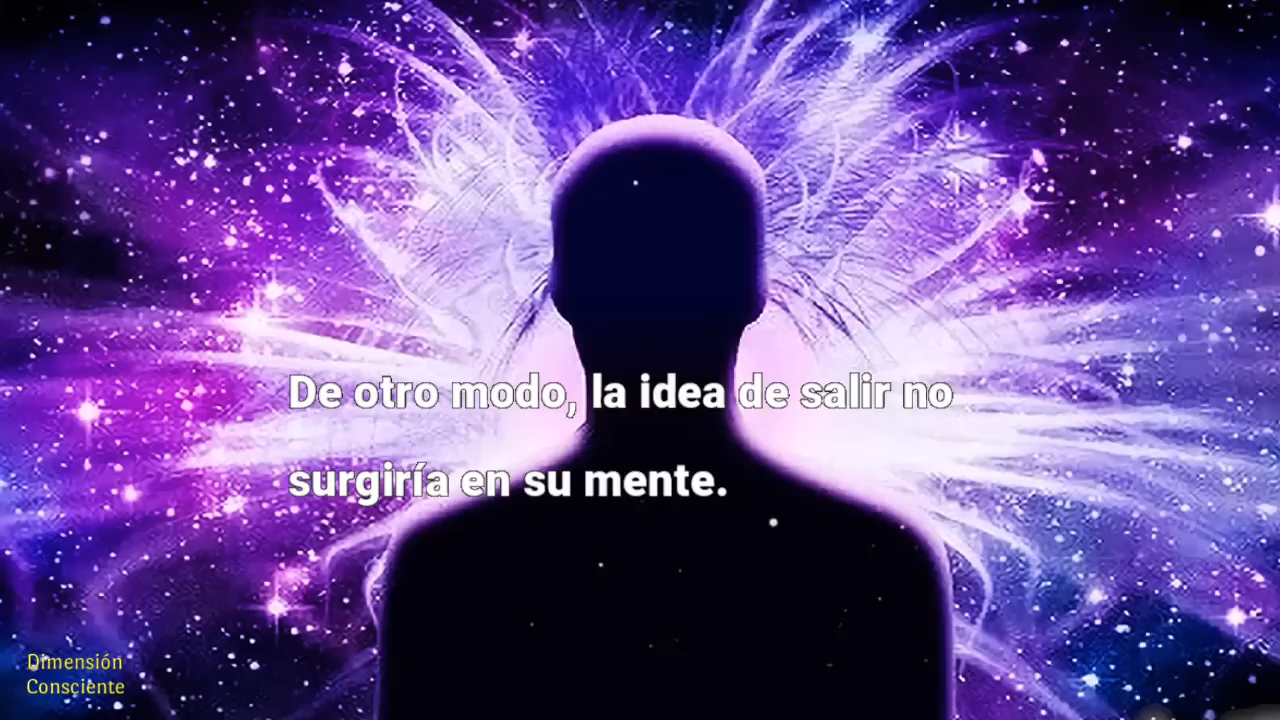 De otro modo, la idea de salir no
surgiría en su mente.
Dimensión
Consciente